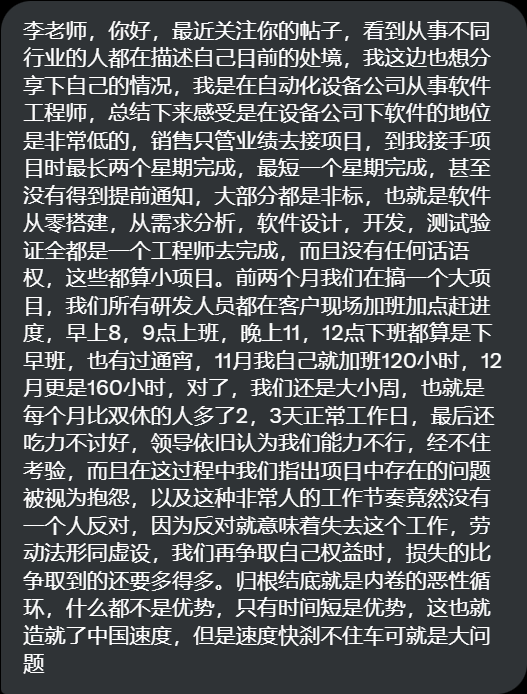 李老师，你好，最近关注你的帖子，看到从事不同
行业的人都在描述自己目前的处境，我这边也想分
享下自己的情况，我是在自动化设备公司从事软件
工程师，总结下来感受是在设备公司下软件的地位
是非常低的，销售只管业绩去接项目，到我接手项
目时最长两个星期完成，最短一个星期完成，甚至
没有得到提前通知，大部分都是非标，也就是软件
从零搭建，从需求分析，软件设计，开发，测试验
证全都是一个工程师去完成，而且没有任何话语
权，这些都算小项目。前两个月我们在搞一个大项
目，我们所有研发人员都在客户现场加班加点赶进
度，早上8，9点上班，晚上11，12点下班都算是下
早班，也有过通宵，11月我自己就加班120小时，12
月更是160小时，对了，我们还是大小周，也就是
每个月比双休的人多了2，3天正常工作日，最后还
吃力不讨好，领导依旧认为我们能力不行，经不住
考验，而且在这过程中我们指出项目中存在的问题
被视为抱怨，以及这种非常人的工作节奏竟然没有
一个人反对，因为反对就意味着失去这个工作，劳
动法形同虚设，我们再争取自己权益时，损失的比
争取到的还要多得多。归根结底就是内卷的恶性循
环，什么都不是优势，只有时间短是优势，这也就
造就了中国速度，但是速度快刹不住车可就是大问
题